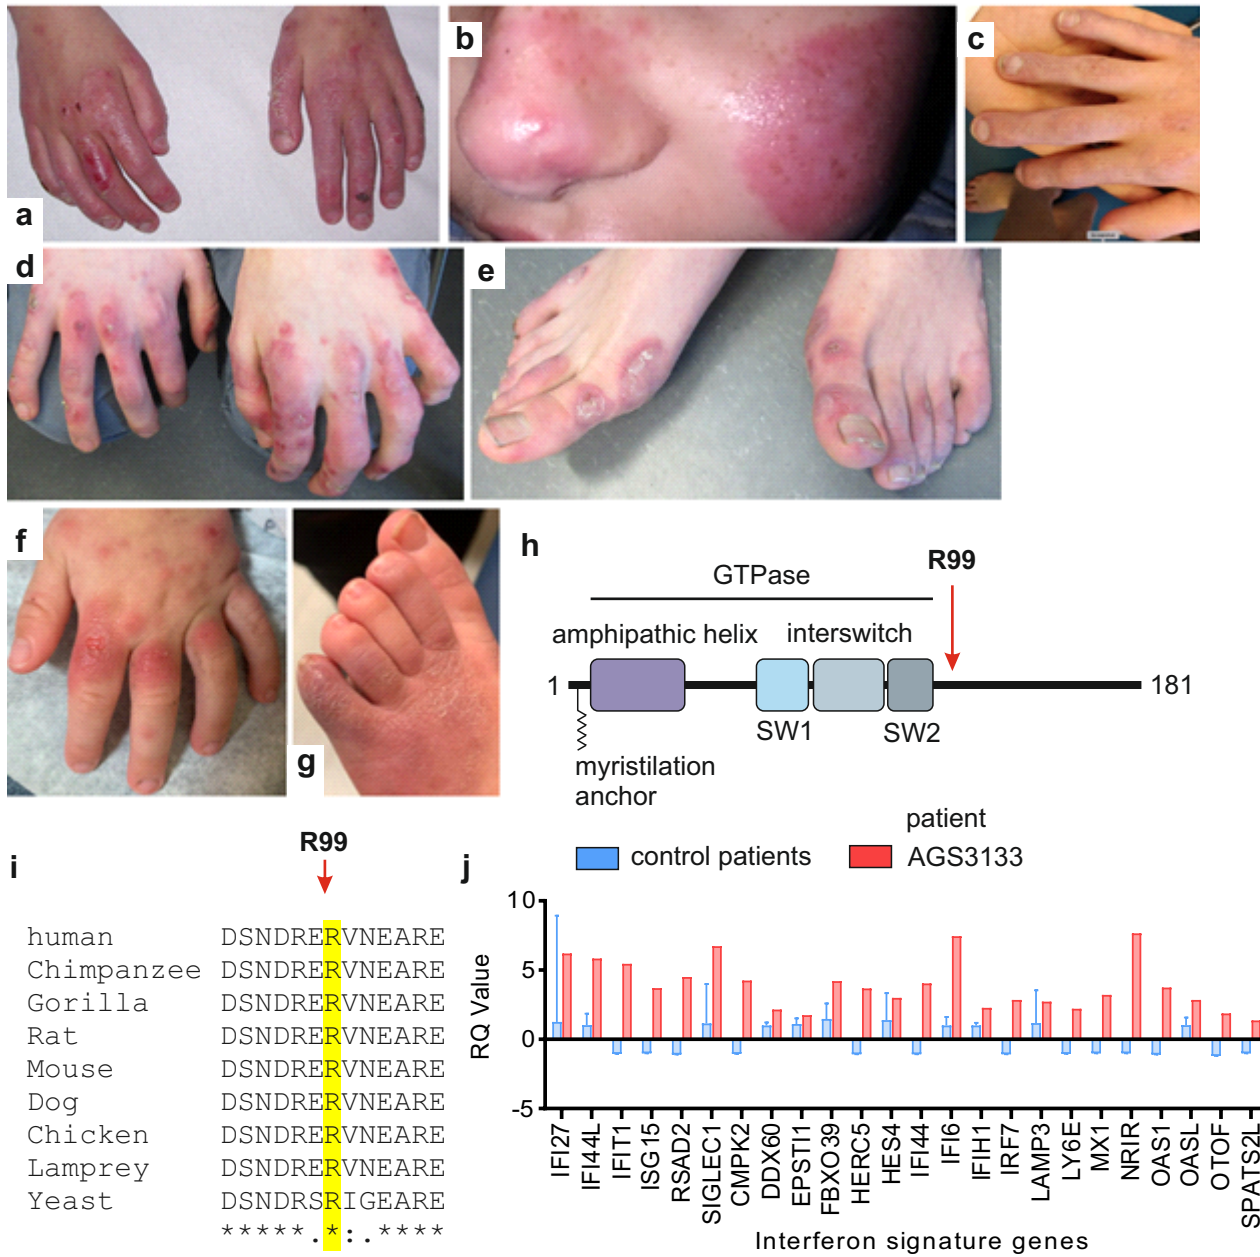 a
b
c
d
e
f
g
h
R99
GTPase
amphipathic helix
interswitch
1
181
SW1
SW2
myristilation
anchor
i
R99
human DSNDRERVNEARE
Chimpanzee DSNDRERVNEARE
Gorilla DSNDRERVNEARE
Rat DSNDRERVNEARE
Mouse DSNDRERVNEARE
Dog DSNDRERVNEARE
Chicken DSNDRERVNEARE
Lamprey DSNDRERVNEARE
Yeast DSNDRSRIGEARE
*****.*:.****
j
control patients
patient
AGS3133
RQ Value
10
5
0
-5
IFI27
IFI44L
IFIT1
ISG15
RSAD2
SIGLEC1
CMPK2
DDX60
EPSTI1
FBXO39
HERC5
HES4
IFI44
IFI6
IFIH1
IRF7
LAMP3
LY6E
MX1
NRIR
OAS1
OASL
OTOF
SPATS2L
Interferon signature genes